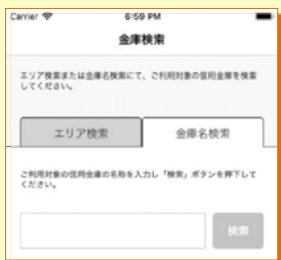 Carrier 6:59 PM
金庫検索
エリア検索または金庫名検索にて、ご利用対象の信用金庫を検索
してください。
エリア検索 金庫名検索
ご利用対象の信用金庫の名称を入力し「検索」ボタンを押下して
ください。
検索